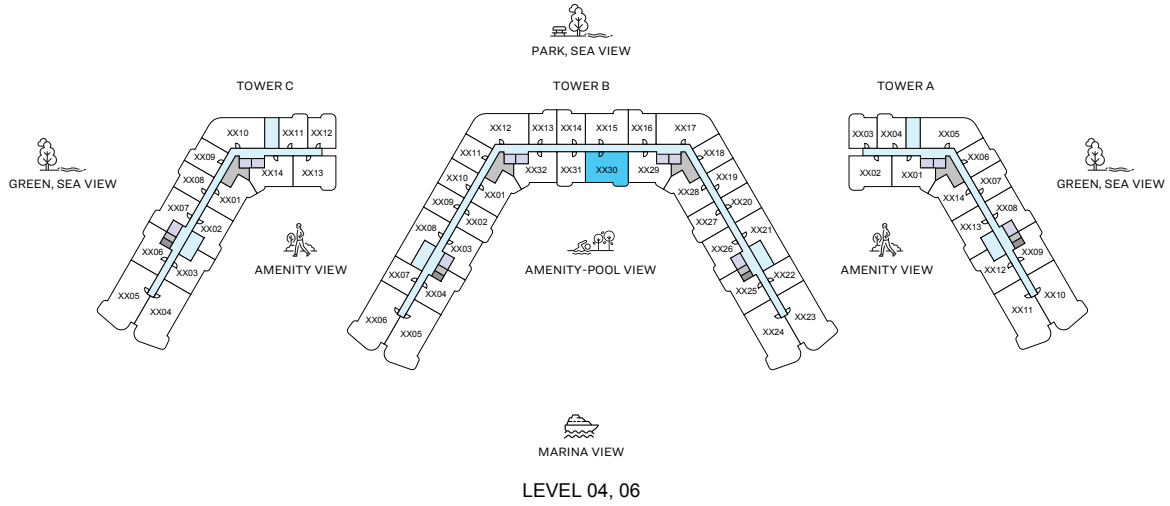 PARK, SEA VIEW
TOWER C
TOWER B
TOWER A
GREEN, SEA VIEW
GREEN, SEA VIEW
XX10
XX11
XX12
XX09
XX14
XX13
XX08
XX01
XX07
XX02
XX06
XX03
XX05
XX04
AMENITY VIEW
XX12
XX13
XX14
XX15
XX16
XX17
XX11
XX32
XX31
XX30
XX29
XX18
XX10
XX01
XX28
XX19
XX09
XX02
XX27
XX20
XX08
XX03
XX26
XX21
XX07
XX04
XX25
XX22
XX06
XX05
XX24
XX23
AMENITY-POOL VIEW
XX03
XX04
XX05
XX02
XX01
XX06
XX14
XX07
XX13
XX08
XX12
XX09
XX11
XX10
AMENITY VIEW
MARINA VIEW
LEVEL 04, 06